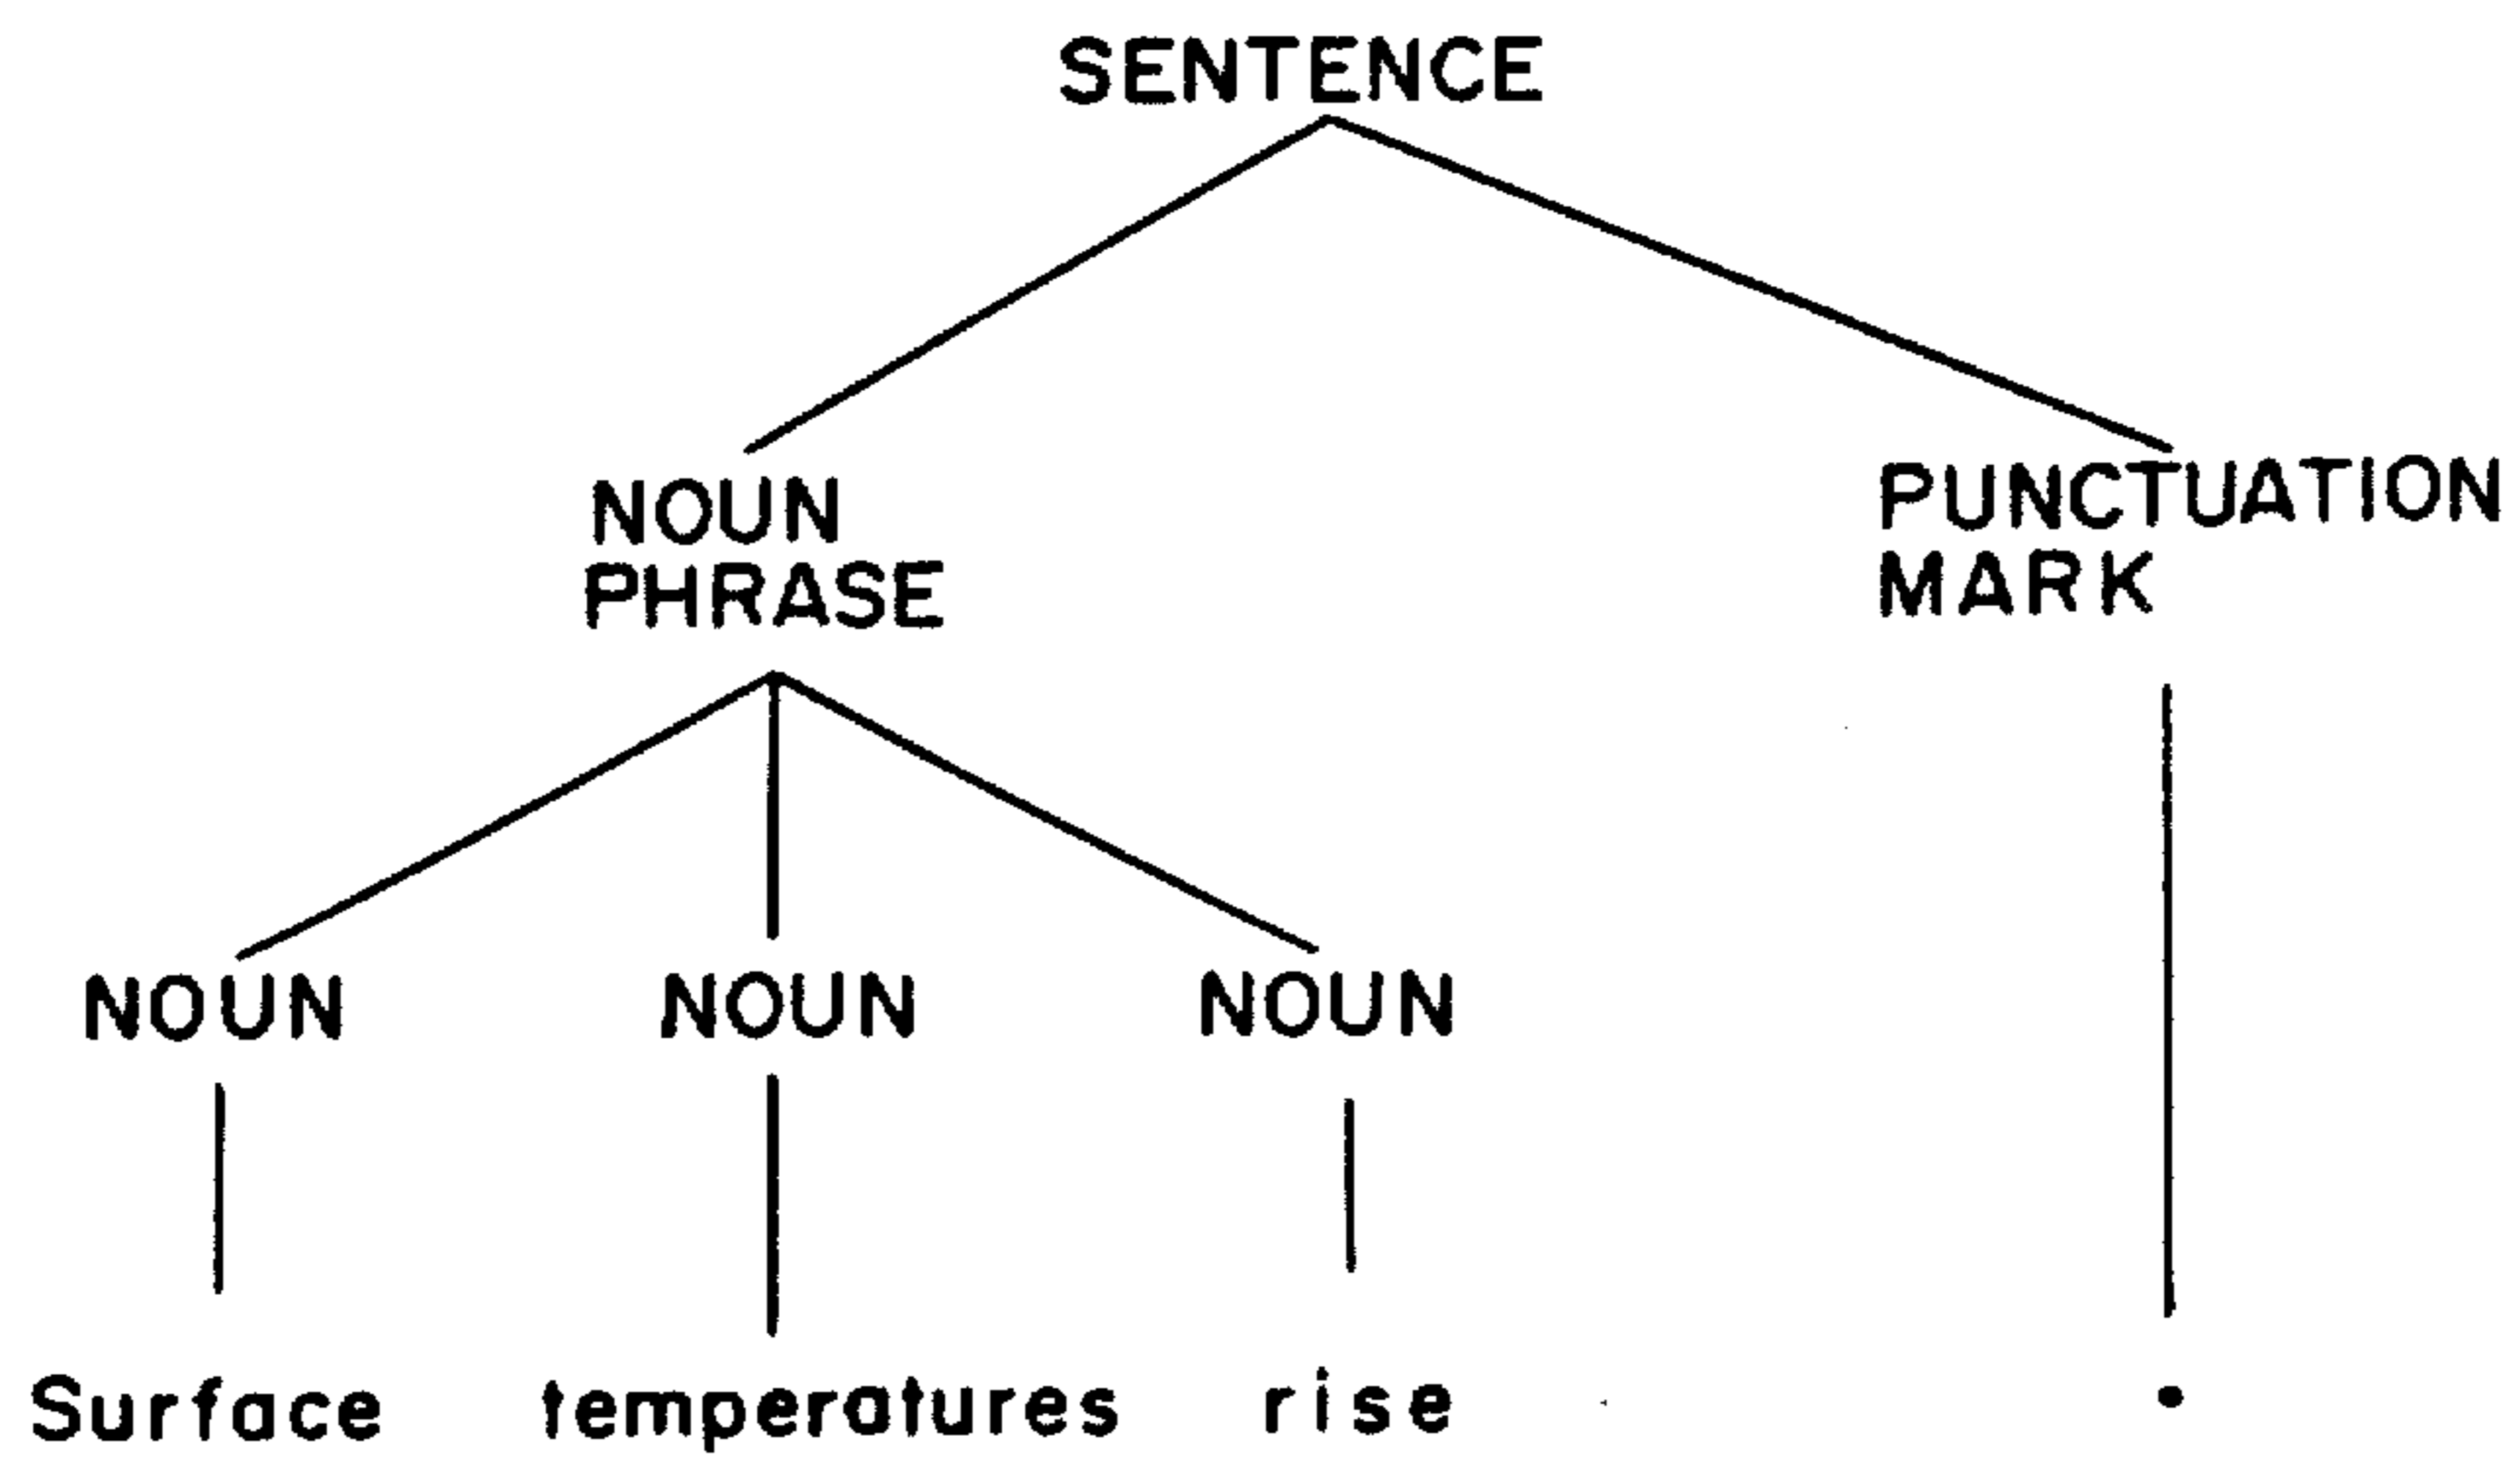 SENTENCE
NOUN
PHRASE
PUNCTUATION
MARK
NOUN NOUN NOUN
Surface temperatures rise .